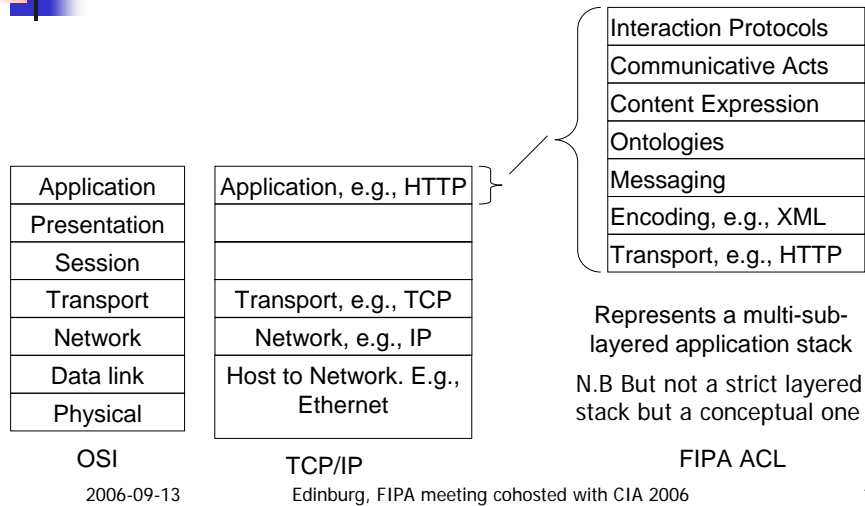 Interaction Protocols
Communicative Acts
Content Expression
Ontologies
Messaging
Encoding, e.g., XML
Transport, e.g., HTTP
Application
Presentation
Session
Transport
Network
Data link
Physical
OSI
Application, e.g., HTTP
Transport, e.g., TCP
Network, e.g., IP
Host to Network. E.g.,
Ethernet
TCP/IP
Represents a multi-sub-
layered application stack
N.B But not a strict layered
stack but a conceptual one
FIPA ACL
2006-09-13
Edinburg, FIPA meeting cohosted with CIA 2006